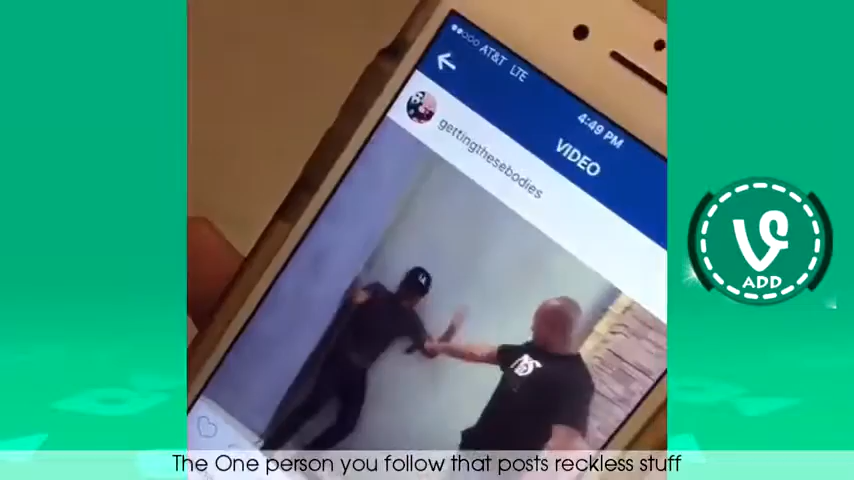 AT&T LTE
4:49 PM
VIDEO
gettingthesebodies
ADD
The One person you follow that posts reckless stuff